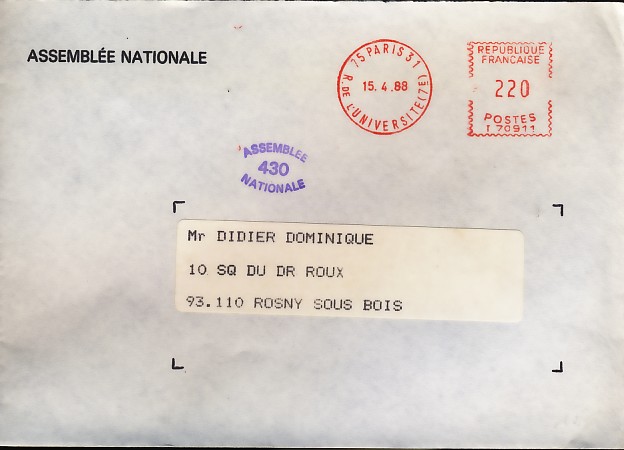 ASSEMBLÉE NATIONALE
75 PARIS 31
R. DE L'UNIVERSITE (7E)
15.4.88
REPUBLIQUE
FRANCAISE
220
POSTES
I 70911
ASSEMBLEE
430
NATIONALE
Mr DIDIER DOMINIQUE
10 SQ DU DR ROUX
93.110 ROSNY SOUS BOIS